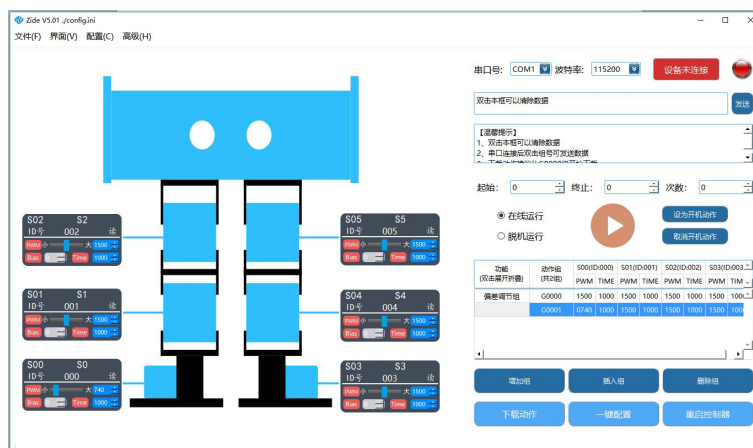 Zide V5.01 ./config.ini
文件(F) 界面(V) 配置(C) 高级(H)
串口号: COM1 波特率: 115200 设备未连接
双击本框可以清除数据
发送
【温馨提示】
1、双击本框可以清除数据
2、串口连接后双击组号可发送数据
起始: 0 终止: 0 次数: 0
在线运行
脱机运行
设为开机动作
取消开机动作
功能 (双击展开折叠) 动作组 (共2组) S00(ID:000) S01(ID:001) S02(ID:002) S03(ID:003
PWM TIME PWM TIME PWM TIME PWM TIM
偏差调节组 G0000 1500 1000 1500 1000 1500 1000 1500 100
G0001 0740 1000 1500 1000 1500 1000 1500 100
增加组 插入组 删除组
下载动作 一键配置 重启控制器
S02 S2
ID号 002 读
PWM 小 大 1500
Bias 0 Time 1000
S01 S1
ID号 001 读
PWM 小 大 1500
Bias 0 Time 1000
S00 S0
ID号 000 读
PWM 小 大 740
Bias 0 Time 1000
S05 S5
ID号 005 读
PWM 小 大 1500
Bias 0 Time 1000
S04 S4
ID号 004 读
PWM 小 大 1500
Bias 0 Time 1000
S03 S3
ID号 003 读
PWM 小 大 1500
Bias 0 Time 1000